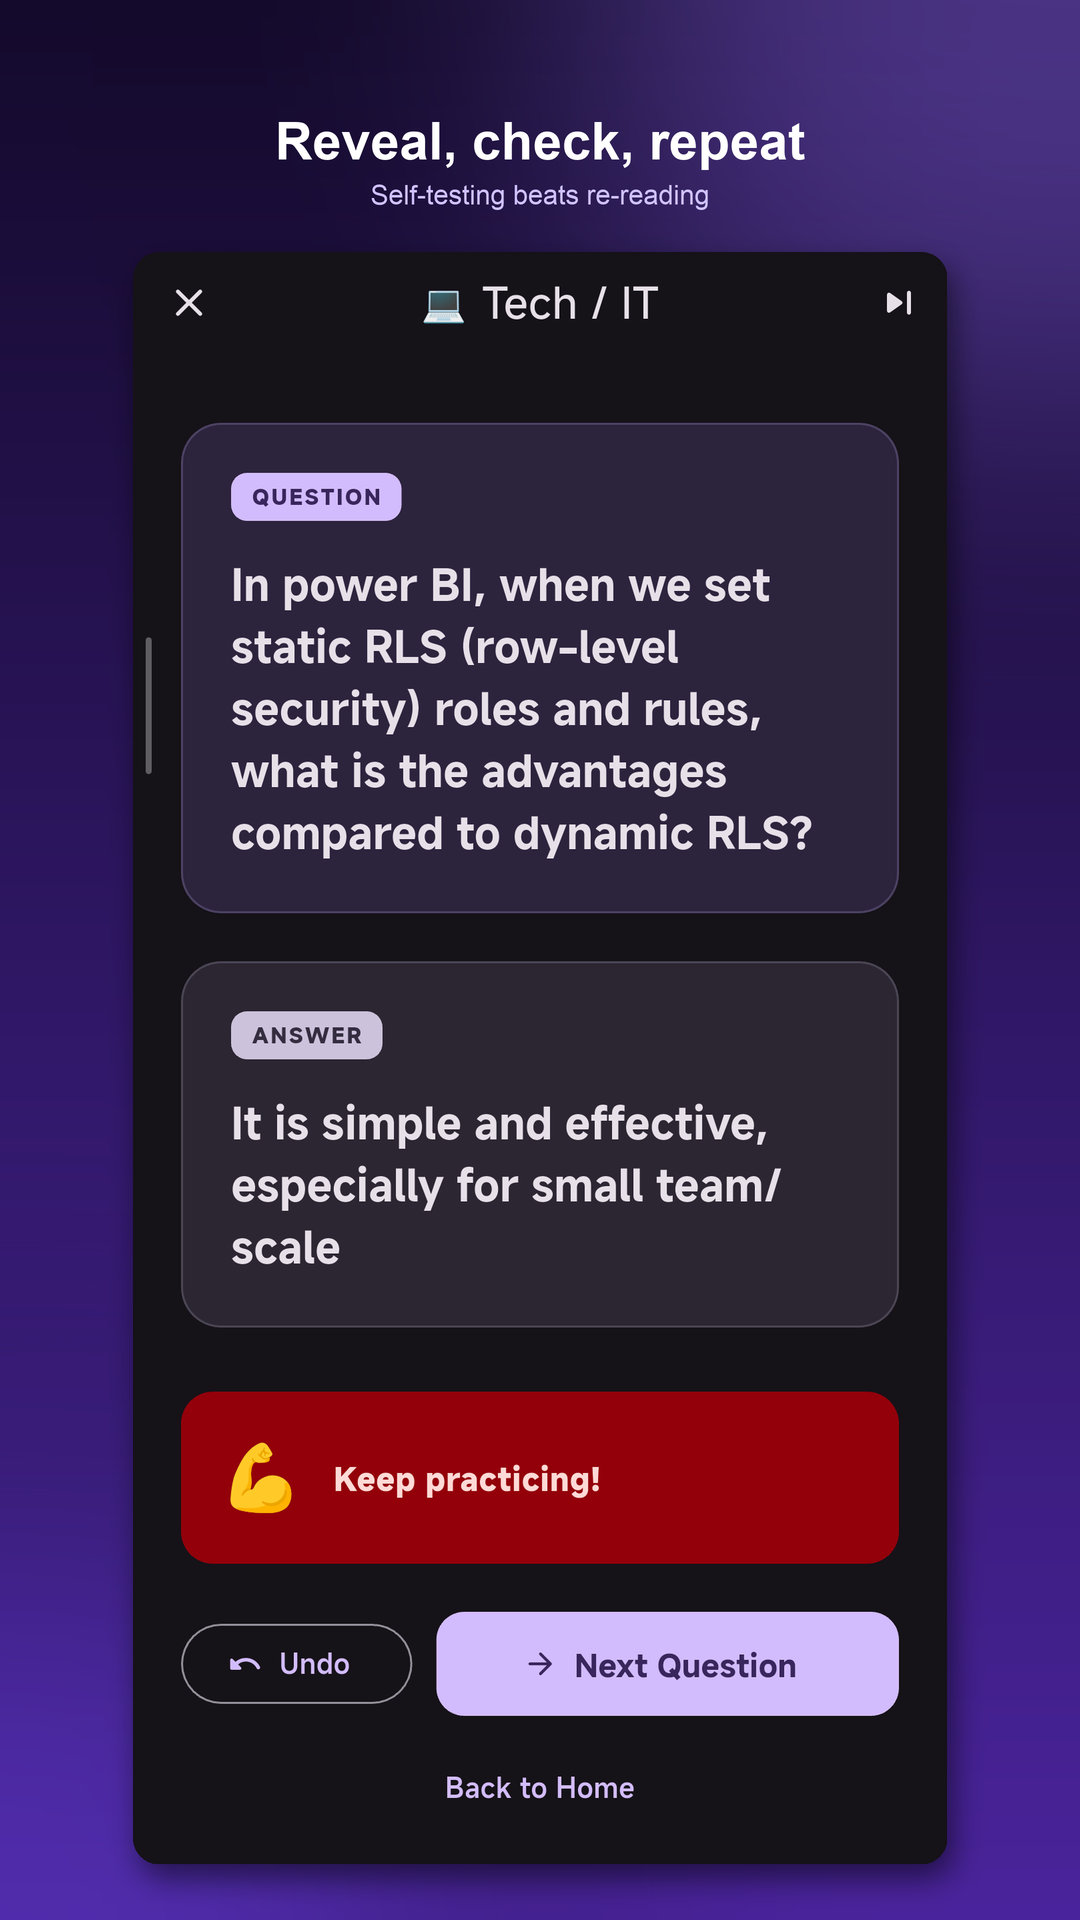 Reveal, check, repeat
Self-testing beats re-reading
Tech / IT
QUESTION
In power BI, when we set
static RLS (row-level
security) roles and rules,
what is the advantages
compared to dynamic RLS?
ANSWER
It is simple and effective,
especially for small team/
scale
Keep practicing!
Undo
Next Question
Back to Home